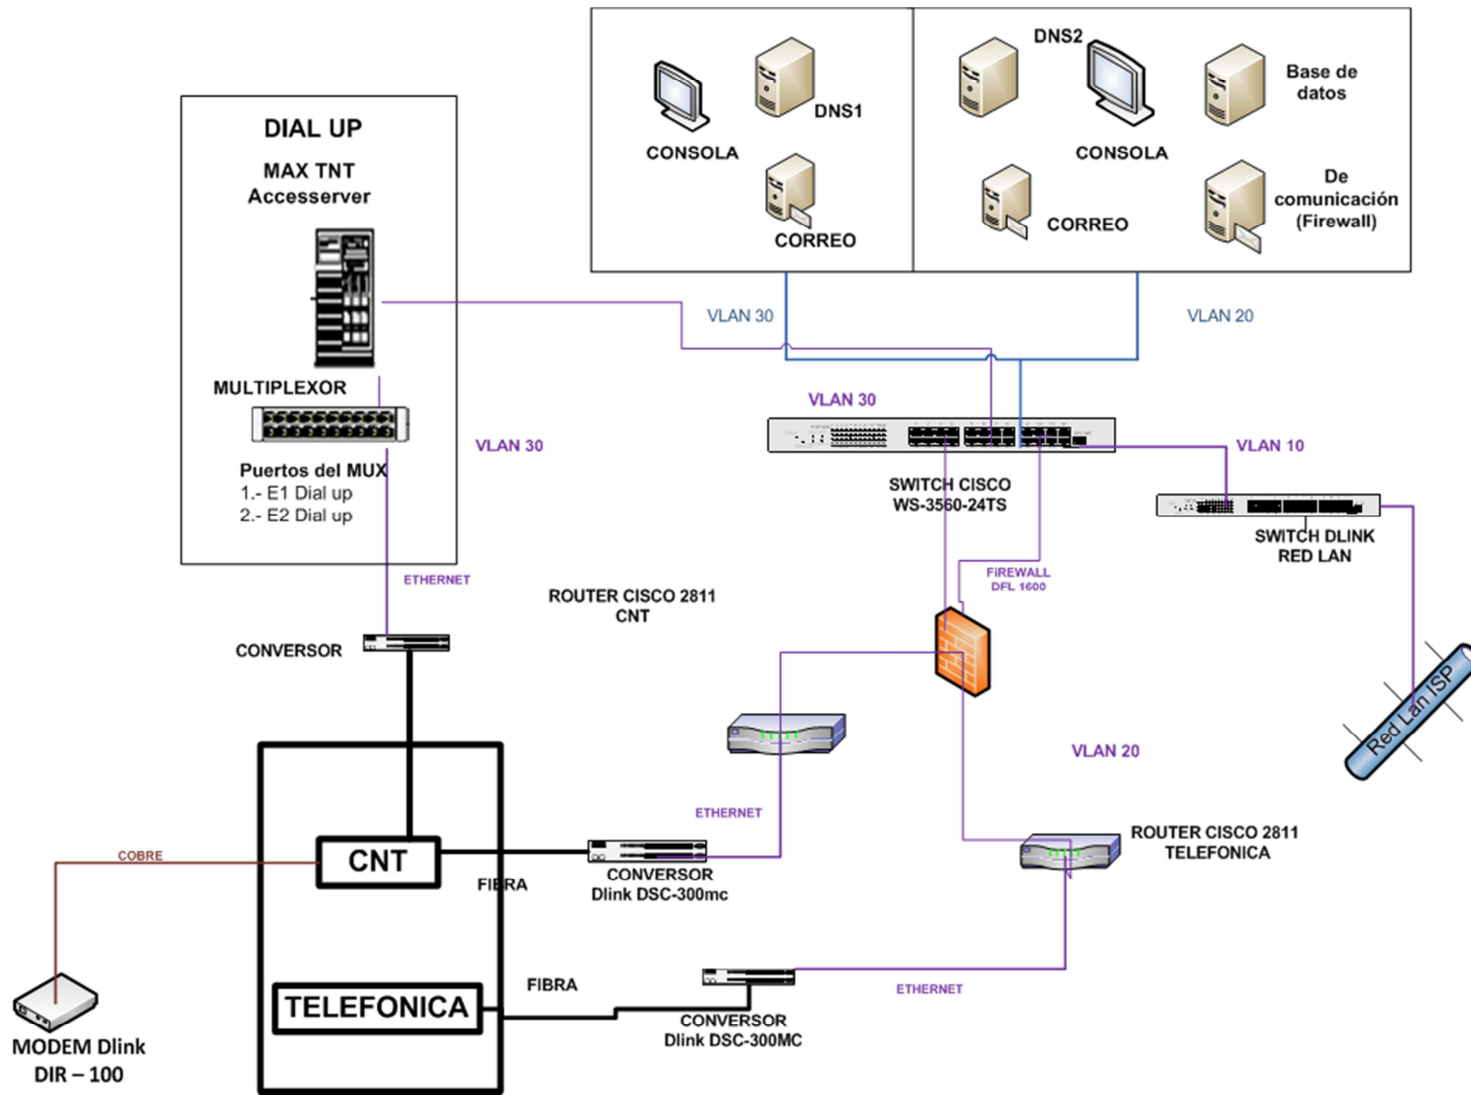 DNS2
Base de
datos
DNS1
CONSOLA
CONSOLA
De
comunicación
(Firewall)
CORREO
CORREO
DIAL UP
MAX TNT
Accesserver
VLAN 30
VLAN 20
MULTIPLEXOR
VLAN 30
VLAN 30
VLAN 10
Puertos del MUX
1.- E1 Dial up
2.- E2 Dial up
SWITCH CISCO
WS-3560-24TS
SWITCH DLINK
RED LAN
ETHERNET
FiREWALL
DFL 1600
ROUTER CISCO 2811
CNT
CONVERSOR
Red Lan ISP
VLAN 20
ETHERNET
ROUTER CISCO 2811
TELEFONICA
COBRE
CNT
FIBRA
CONVERSOR
Dlink DSC-300mc
FIBRA
ETHERNET
TELEFONICA
CONVERSOR
Dlink DSC-300MC
MODEM Dlink
DIR – 100